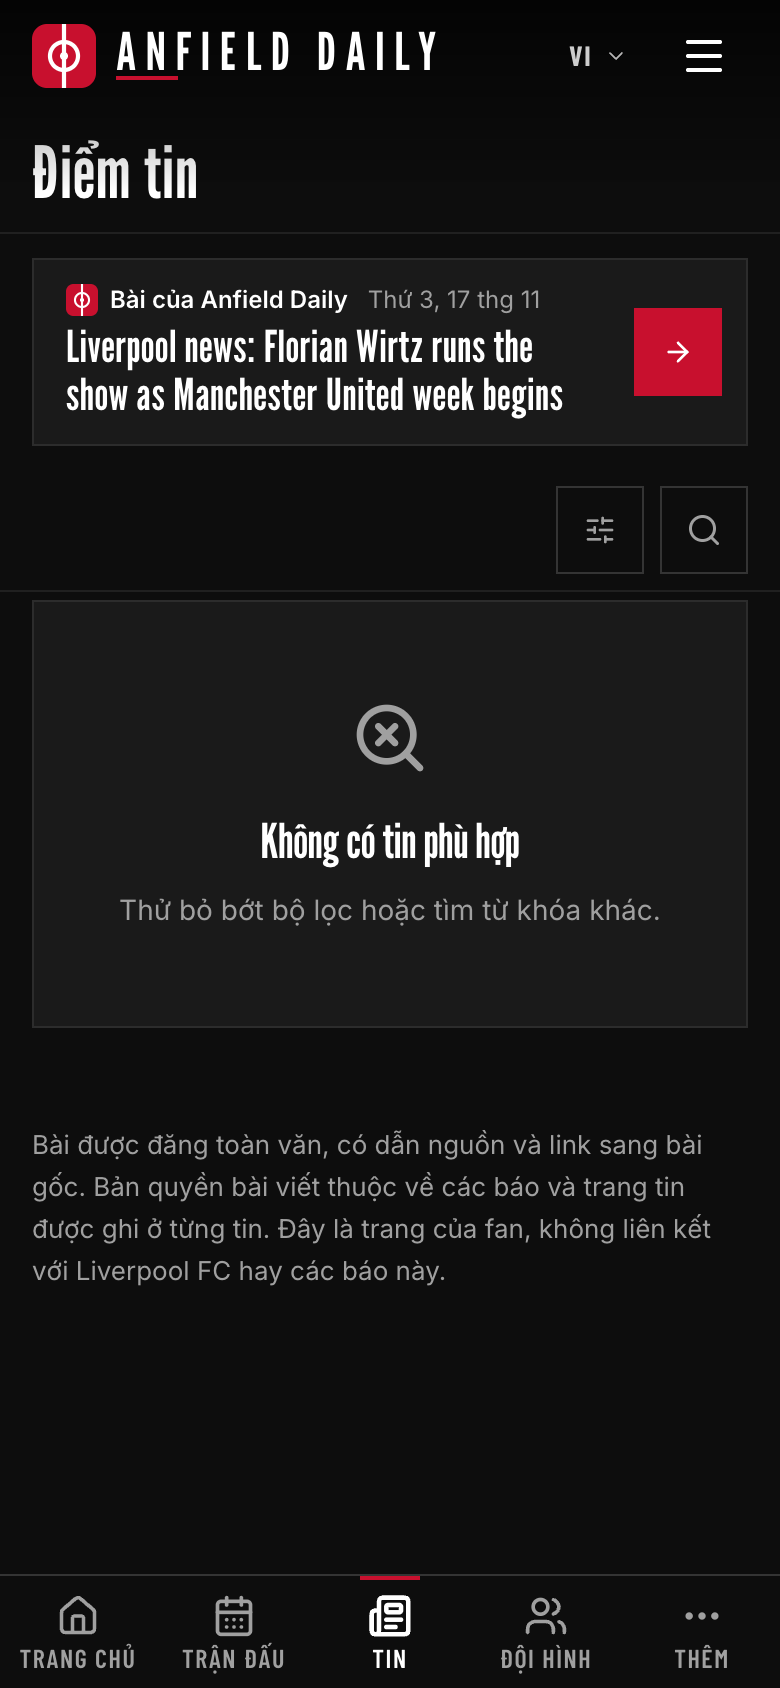 ANFIELD DAILY
VI
Điểm tin
Bài của Anfield Daily Thứ 3, 17 thg 11
Liverpool news: Florian Wirtz runs the
show as Manchester United week begins
Không có tin phù hợp
Thử bỏ bớt bộ lọc hoặc tìm từ khóa khác.
Bài được đăng toàn văn, có dẫn nguồn và link sang bài
gốc. Bản quyền bài viết thuộc về các báo và trang tin
được ghi ở từng tin. Đây là trang của fan, không liên kết
với Liverpool FC hay các báo này.
TRANG CHỦ
TRẬN ĐẤU
TIN
ĐỘI HÌNH
THÊM